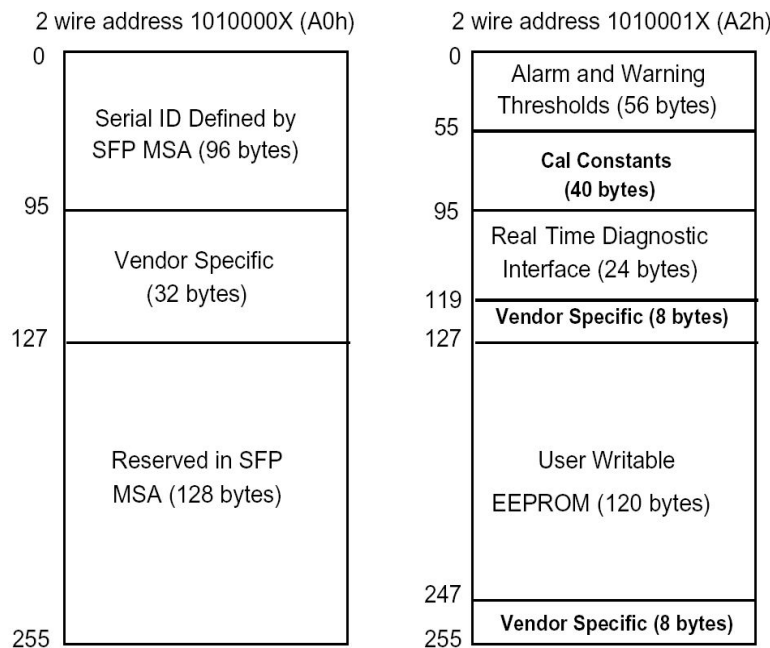 2 wire address 1010000X (A0h)
0
Serial ID Defined by
SFP MSA (96 bytes)
95
Vendor Specific
(32 bytes)
127
Reserved in SFP
MSA (128 bytes)
255
2 wire address 1010001X (A2h)
0
Alarm and Warning
Thresholds (56 bytes)
55
Cal Constants
(40 bytes)
95
Real Time Diagnostic
Interface (24 bytes)
119
Vendor Specific (8 bytes)
127
User Writable
EEPROM (120 bytes)
247
Vendor Specific (8 bytes)
255